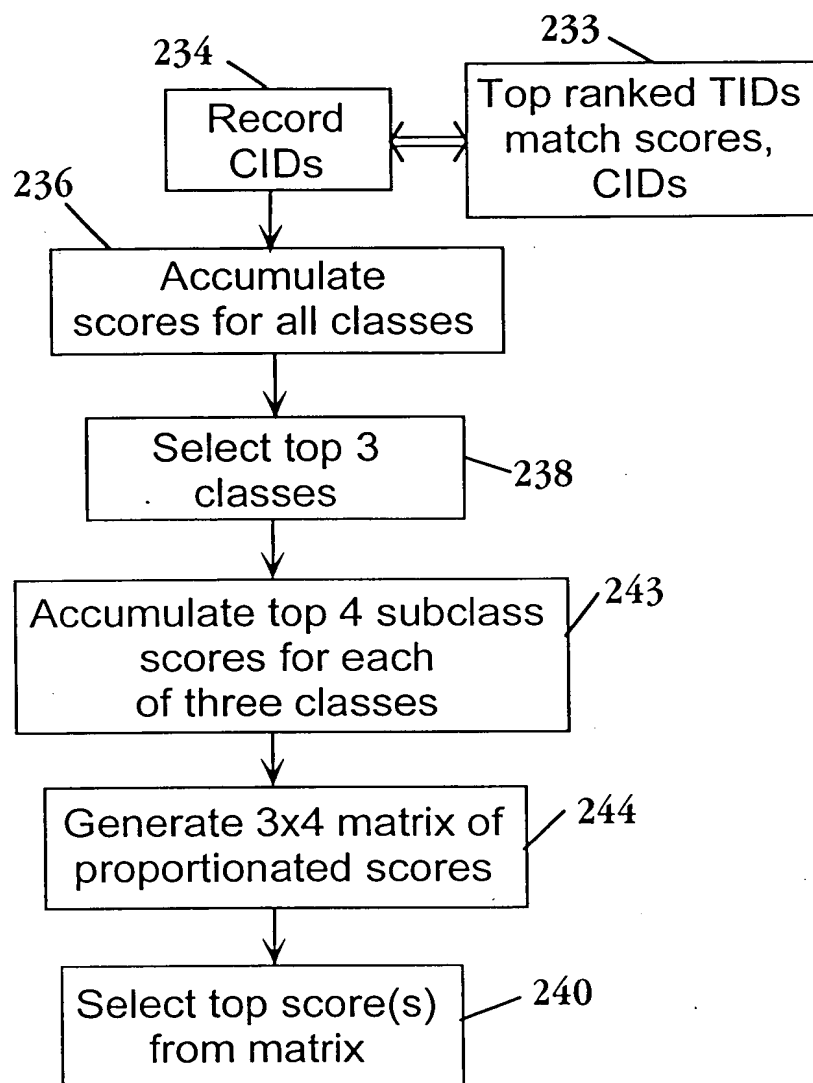 234
233
Record
CIDs
Top ranked TIDs
match scores,
CIDs
236
Accumulate
scores for all classes
Select top 3
classes
238
Accumulate top 4 subclass
scores for each
of three classes
243
Generate 3x4 matrix of
proportionated scores
244
Select top score(s)
from matrix
240